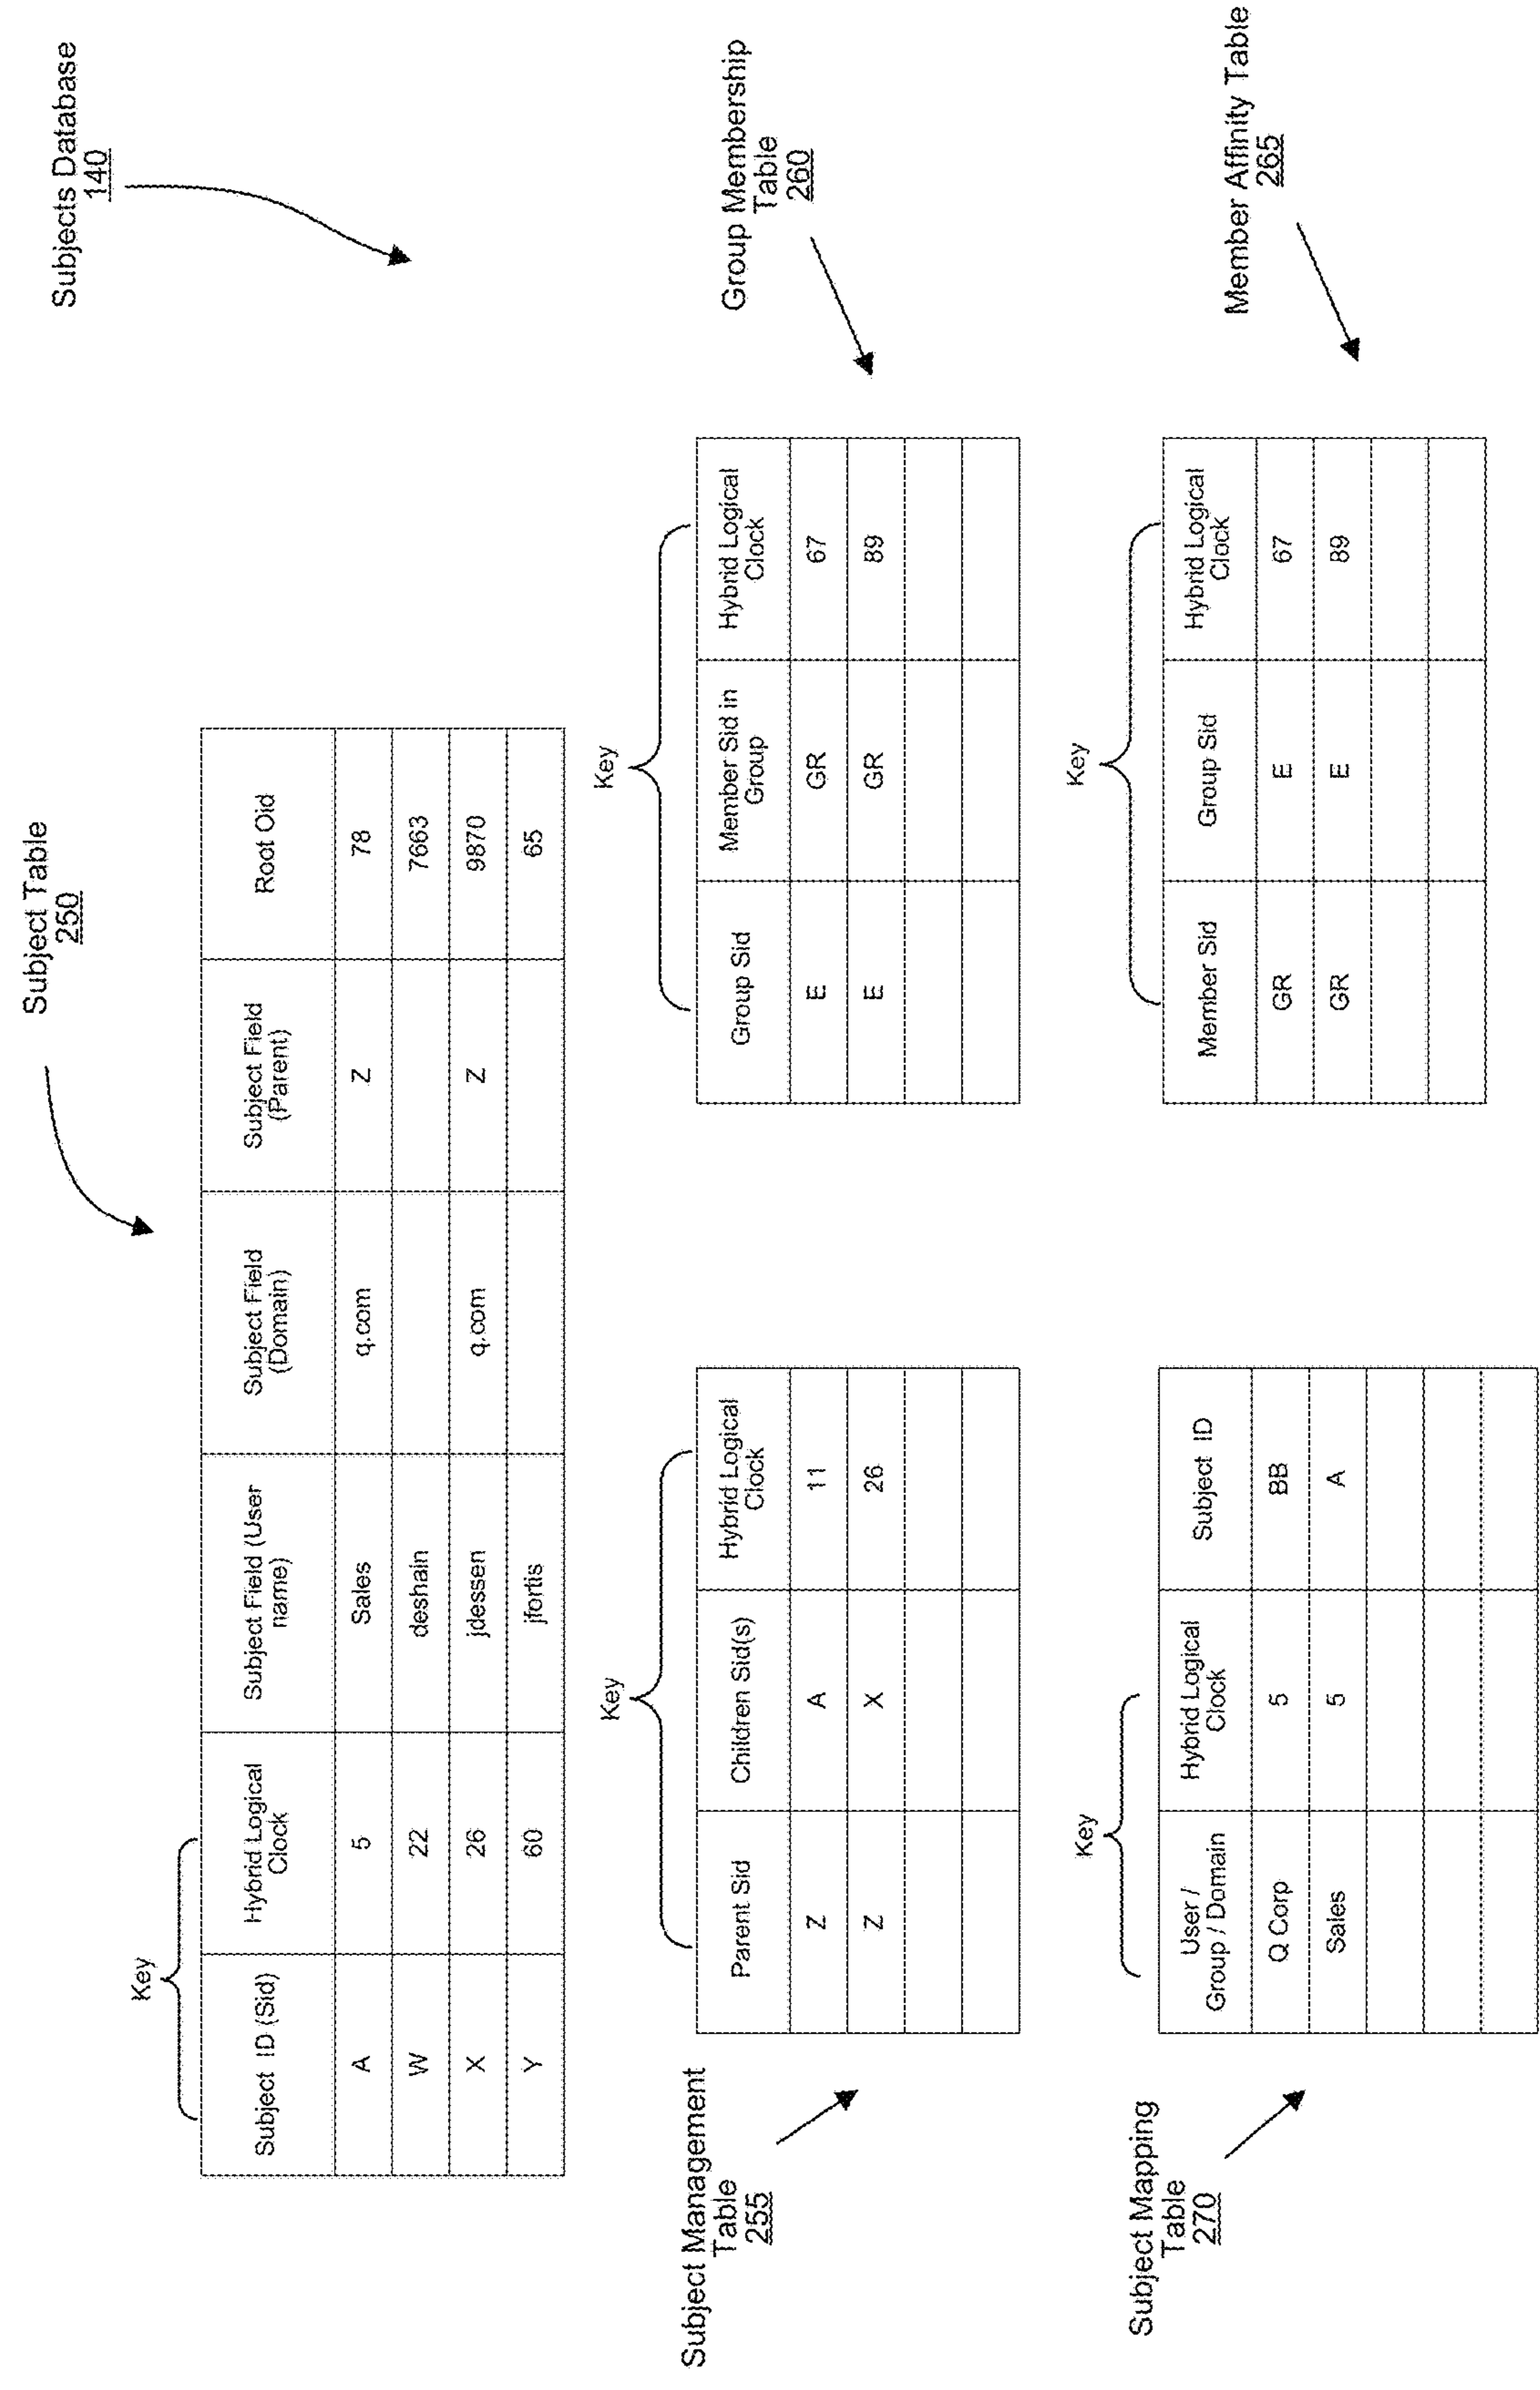 Subjects Database
140
Subject Table
250
Key
Subject ID (Sid)
Hybrid Logical
Clock
Subject Field (User
name)
Subject Field
(Domain)
Subject Field
(Parent)
Root Oid
A
5
Sales
q.com
Z
78
W
22
deshain
7663
X
26
jdessen
q.com
Z
9870
Y
60
jfortis
65
Subject Management
Table
255
Key
Parent Sid
Children Sid(s)
Hybrid Logical
Clock
Z
A
11
Z
X
26
Group Membership
Table
260
Key
Group Sid
Member Sid in
Group
Hybrid Logical
Clock
E
GR
67
E
GR
89
Subject Mapping
Table
270
Key
User /
Group / Domain
Hybrid Logical
Clock
Subject ID
Q Corp
5
BB
Sales
5
A
Member Affinity Table
265
Key
Member Sid
Group Sid
Hybrid Logical
Clock
GR
E
67
GR
E
89